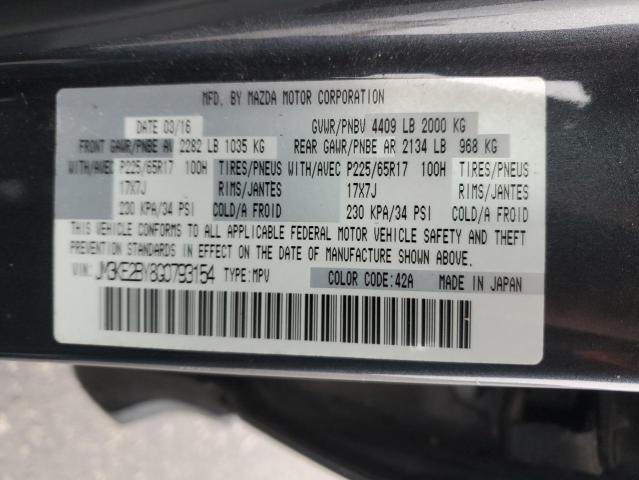 MFD. BY MAZDA MOTOR CORPORATION
DATE 03/16 GVWR/PNBV 4409 LB 2000 KG
FRONT GAWR/PNBE AV 2282 LB 1035 KG REAR GAWR/PNBE AR 2134 LB 968 KG
WITH/AVEC P225/65R17 100H TIRES/PNEUS WITH/AVEC P225/65R17 100H TIRES/PNEUS
17X7J RIMS/JANTES 17X7J RIMS/JANTES
230 KPA/34 PSI COLD/A FROID 230 KPA/34 PSI COLD/A FROID
THIS VEHICLE CONFORMS TO ALL APPLICABLE FEDERAL MOTOR VEHICLE SAFETY AND THEFT
PREVENTION STANDARDS IN EFFECT ON THE DATE OF MANUFACTURE SHOWN ABOVE.
VIN: JM3KE2BY8G0793154 TYPE:MPV COLOR CODE:42A MADE IN JAPAN